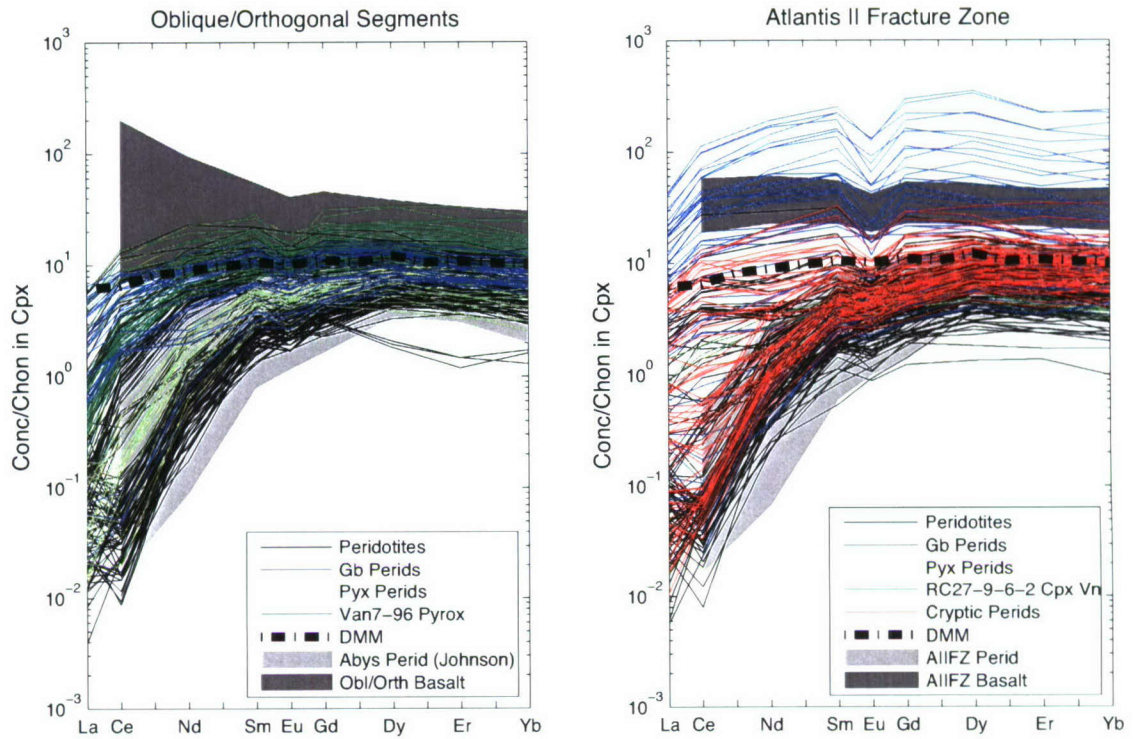 Oblique/Orthogonal Segments
Conc/Chon in Cpx
10^3
10^2
10^1
10^0
10^-1
10^-2
10^-3
La Ce Nd Sm Eu Gd Dy Er Yb
Peridotites
Gb Perids
Pyx Perids
Van7-96 Pyrox
DMM
Abys Perid (Johnson)
Obl/Orth Basalt
Atlantis II Fracture Zone
Conc/Chon in Cpx
10^3
10^2
10^1
10^0
10^-1
10^-2
10^-3
La Ce Nd Sm Eu Gd Dy Er Yb
Peridotites
Gb Perids
Pyx Perids
RC27-9-6-2 Cpx Vn
Cryptic Perids
DMM
AIIFZ Perid
AIIFZ Basalt